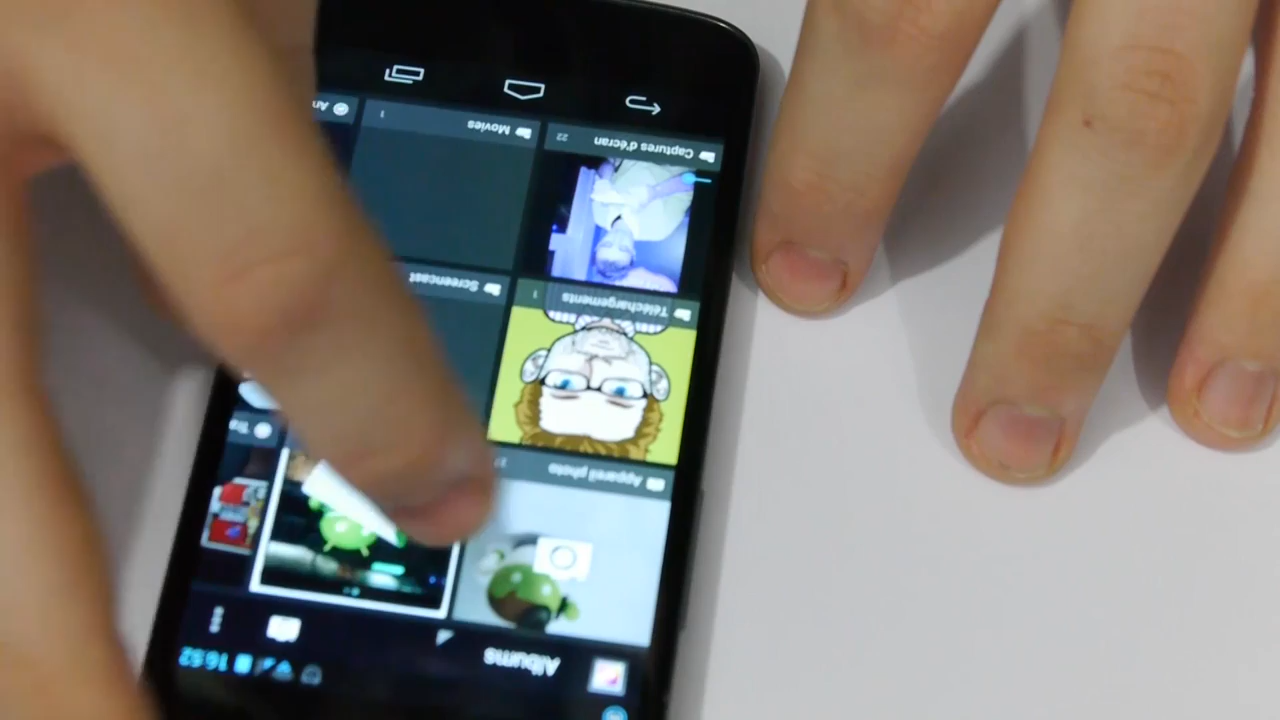 16:52
Albums
Appareil photo
Téléchargements 1
Screencast
Captures d'écran 22
Movies 1